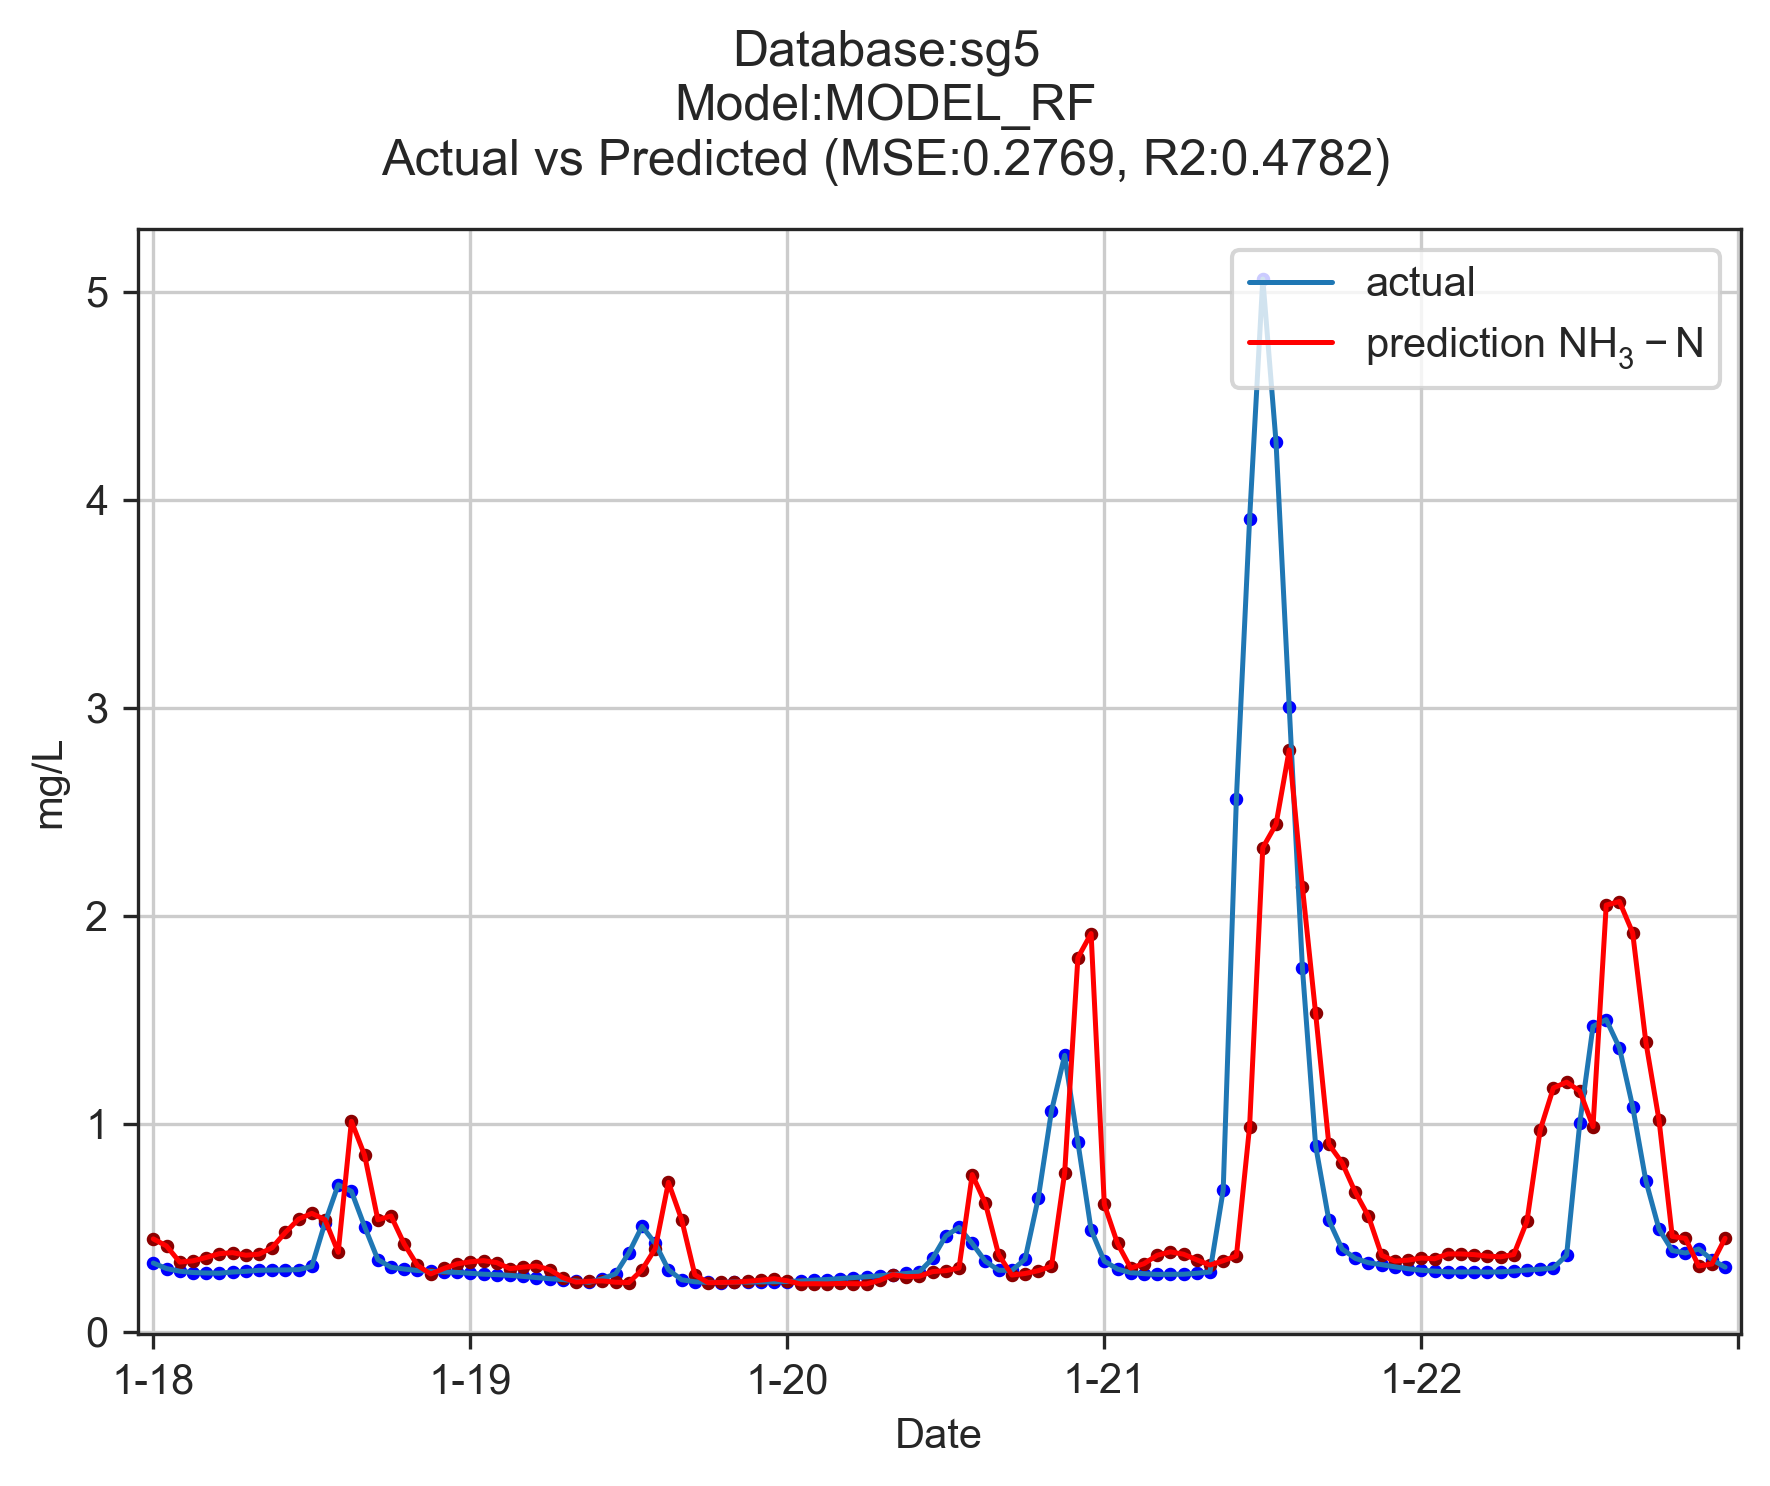 Database:sg5
Model:MODEL_RF
Actual vs Predicted (MSE:0.2769, R2:0.4782)
actual
prediction NH₃ − N
mg/L
5
4
3
2
1
0
1-18 1-19 1-20 1-21 1-22
Date